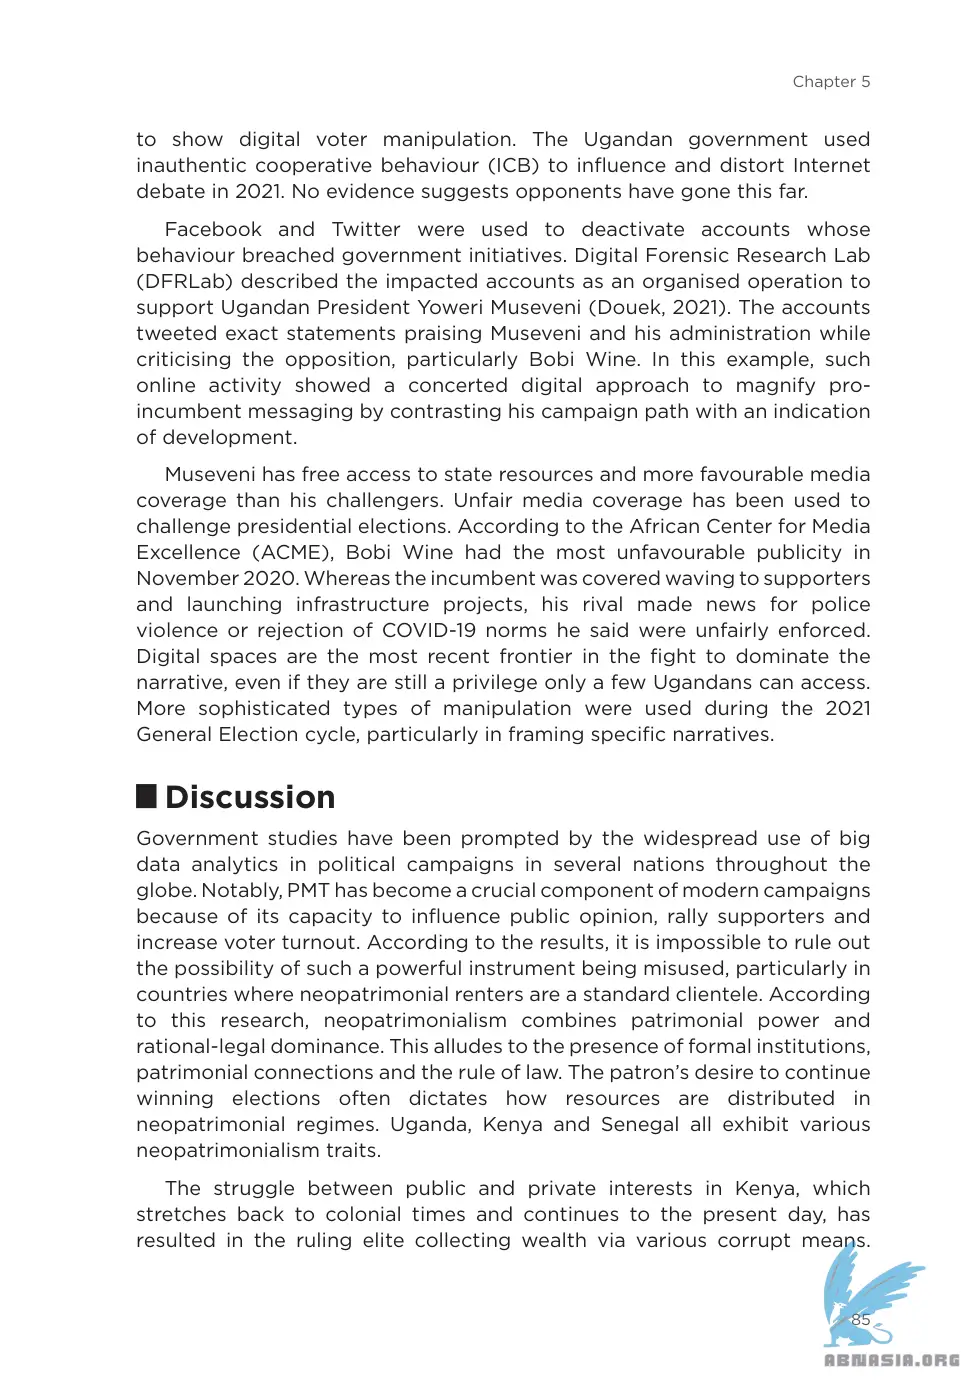 Chapter 5
to show digital voter manipulation. The Ugandan government used
inauthentic cooperative behaviour (ICB) to influence and distort Internet
debate in 2021. No evidence suggests opponents have gone this far.
Facebook and Twitter were used to deactivate accounts whose
behaviour breached government initiatives. Digital Forensic Research Lab
(DFRLab) described the impacted accounts as an organised operation to
support Ugandan President Yoweri Museveni (Douek, 2021). The accounts
tweeted exact statements praising Museveni and his administration while
criticising the opposition, particularly Bobi Wine. In this example, such
online activity showed a concerted digital approach to magnify pro-
incumbent messaging by contrasting his campaign path with an indication
of development.
Museveni has free access to state resources and more favourable media
coverage than his challengers. Unfair media coverage has been used to
challenge presidential elections. According to the African Center for Media
Excellence (ACME), Bobi Wine had the most unfavourable publicity in
November 2020. Whereas the incumbent was covered waving to supporters
and launching infrastructure projects, his rival made news for police
violence or rejection of COVID-19 norms he said were unfairly enforced.
Digital spaces are the most recent frontier in the fight to dominate the
narrative, even if they are still a privilege only a few Ugandans can access.
More sophisticated types of manipulation were used during the 2021
General Election cycle, particularly in framing specific narratives.
Discussion
Government studies have been prompted by the widespread use of big
data analytics in political campaigns in several nations throughout the
globe. Notably, PMT has become a crucial component of modern campaigns
because of its capacity to influence public opinion, rally supporters and
increase voter turnout. According to the results, it is impossible to rule out
the possibility of such a powerful instrument being misused, particularly in
countries where neopatrimonial renters are a standard clientele. According
to this research, neopatrimonialism combines patrimonial power and
rational-legal dominance. This alludes to the presence of formal institutions,
patrimonial connections and the rule of law. The patron's desire to continue
winning elections often dictates how resources are distributed in
neopatrimonial regimes. Uganda, Kenya and Senegal all exhibit various
neopatrimonialism traits.
The struggle between public and private interests in Kenya, which
stretches back to colonial times and continues to the present day, has
resulted in the ruling elite collecting wealth via various corrupt means.
85
ABNASIA.ORG